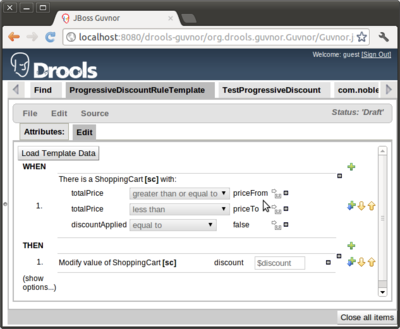 JBoss Guvnor
localhost:8080/drools-guvnor/org.drools.guvnor.Guvnor/Guvnor.
Welcome: guest [Sign Out]
Drools
Find ProgressiveDiscountRuleTemplate TestProgressiveDiscount com.noble
File Edit Source Status: 'Draft'
Attributes: Edit
Load Template Data
WHEN
There is a ShoppingCart [sc] with:
totalPrice greater than or equal to priceFrom
1. totalPrice less than priceTo
discountApplied equal to false
THEN
1. Modify value of ShoppingCart [sc] discount $discount
(show
options...)
Close all items